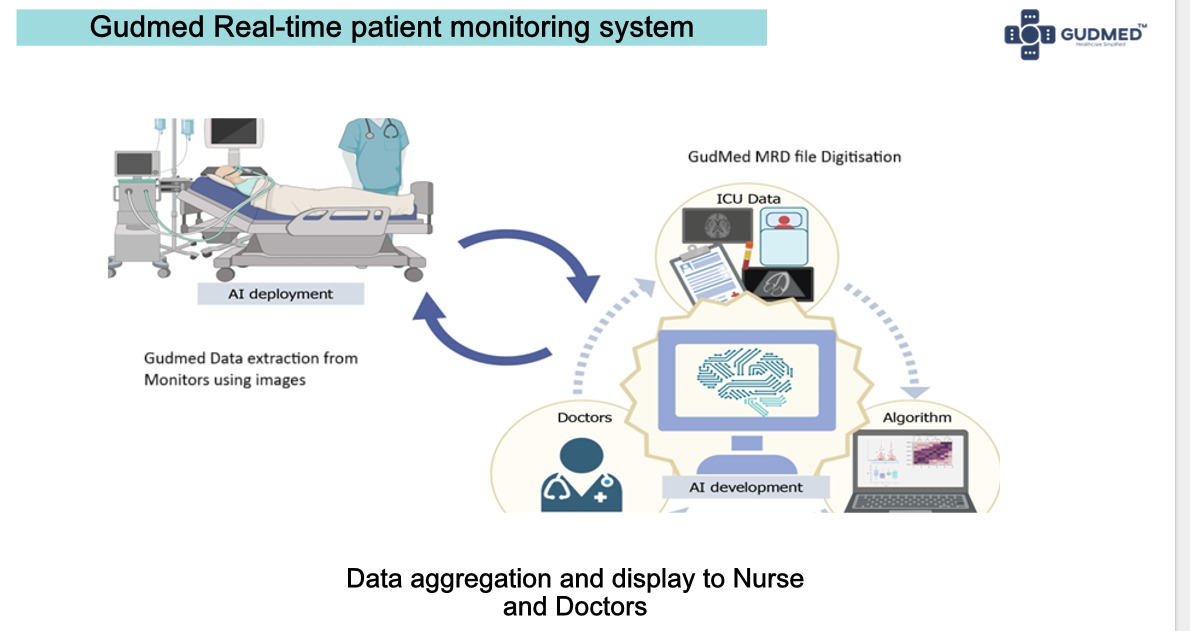 Gudmed Real-time patient monitoring system
GUDMED™
Healthcare Simplified
GudMed MRD file Digitisation
ICU Data
AI deployment
Gudmed Data extraction from
Monitors using images
Doctors
Algorithm
AI development
Data aggregation and display to Nurse
and Doctors